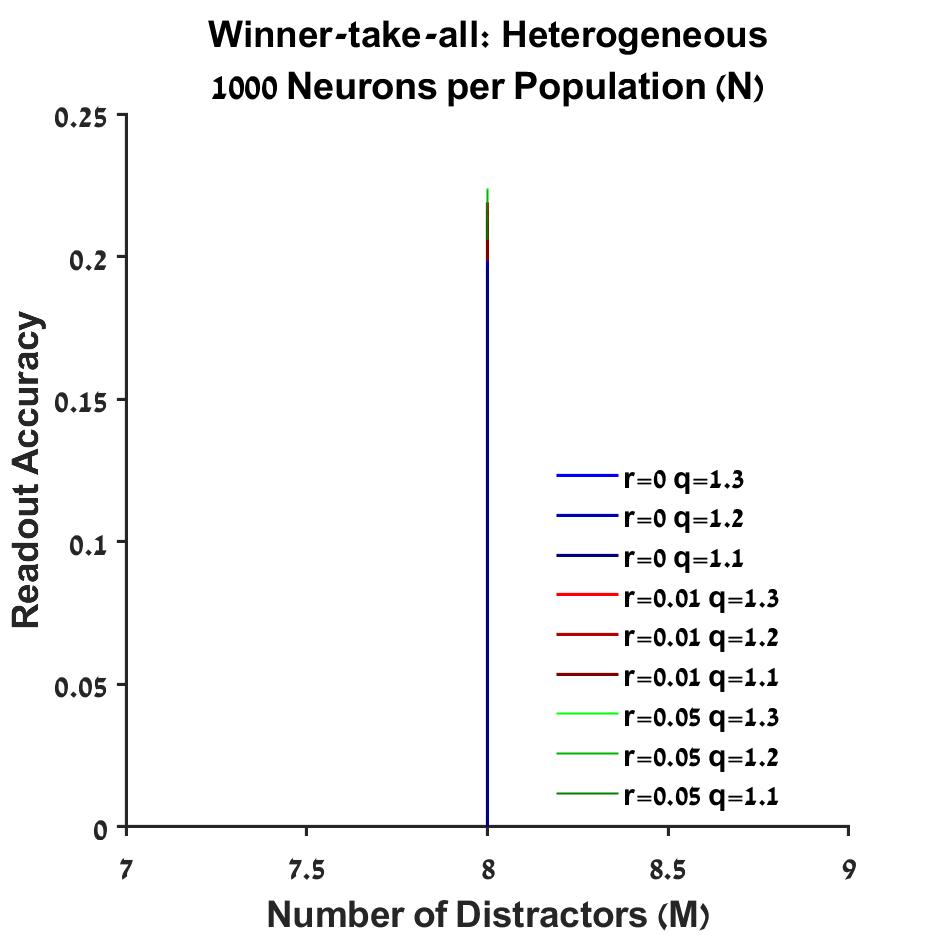 Winner-take-all: Heterogeneous
1000 Neurons per Population (N)
0.25
0.2
0.15
0.1
0.05
0
Readout Accuracy
r=0 q=1.3
r=0 q=1.2
r=0 q=1.1
r=0.01 q=1.3
r=0.01 q=1.2
r=0.01 q=1.1
r=0.05 q=1.3
r=0.05 q=1.2
r=0.05 q=1.1
7 7.5 8 8.5 9
Number of Distractors (M)